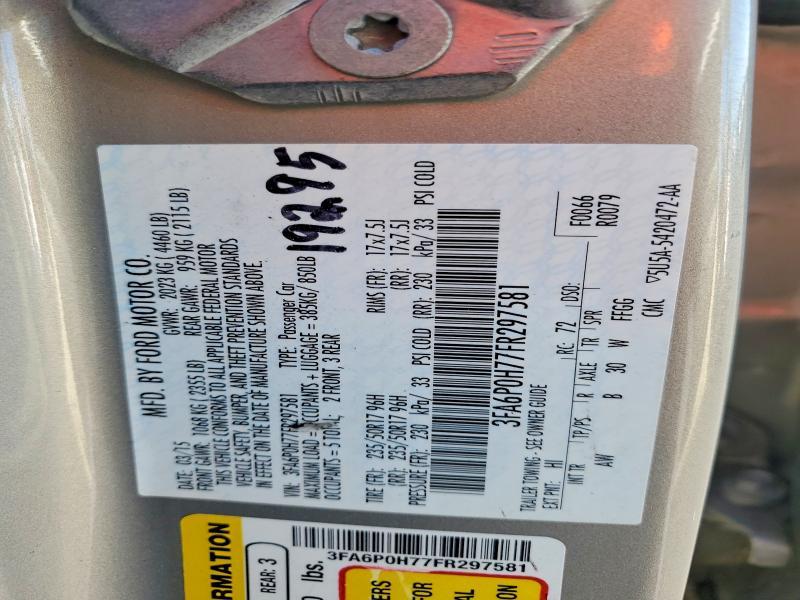 MFD. BY FORD MOTOR CO.
DATE: 03/15 GVWR: 2023 KG ( 4460 LB)
FRONT GAWR: 1068 KG ( 2355 LB) REAR GAWR: 959 KG ( 2115 LB)
THIS VEHICLE CONFORMS TO ALL APPLICABLE FEDERAL MOTOR
VEHICLE SAFETY, BUMPER, AND THEFT PREVENTION STANDARDS
IN EFFECT ON THE DATE OF MANUFACTURE SHOWN ABOVE.
VIN: 3FA6P0H77FR297581 TYPE: Passenger Car
MAXIMUM LOAD = OCCUPANTS + LUGGAGE = 385KG/ 850LB
OCCUPANTS = 5 TOTAL; 2 FRONT, 3 REAR
192295
TIRE (FR): 235/50R17 96H RIMS (FR): 17x7.5J
(RR): 235/50R17 96H (RR): 17x7.5J
PRESSURE (FR): 230 kPa/ 33 PSI COLD (RR): 230 kPa/ 33 PSI COLD
3FA6P0H77FR297581
TRAILER TOWING - SEE OWNER GUIDE
EXT PNT: HI RC: 72 DSO: F0066
R0079
INT TR TP/PS R AXLE TR SPR
AW B 30 W FFGG
CMC ▽5U5A-5420472-AA
3FA6P0H77FR297581
RMATION
REAR: 3
lbs.
FOR